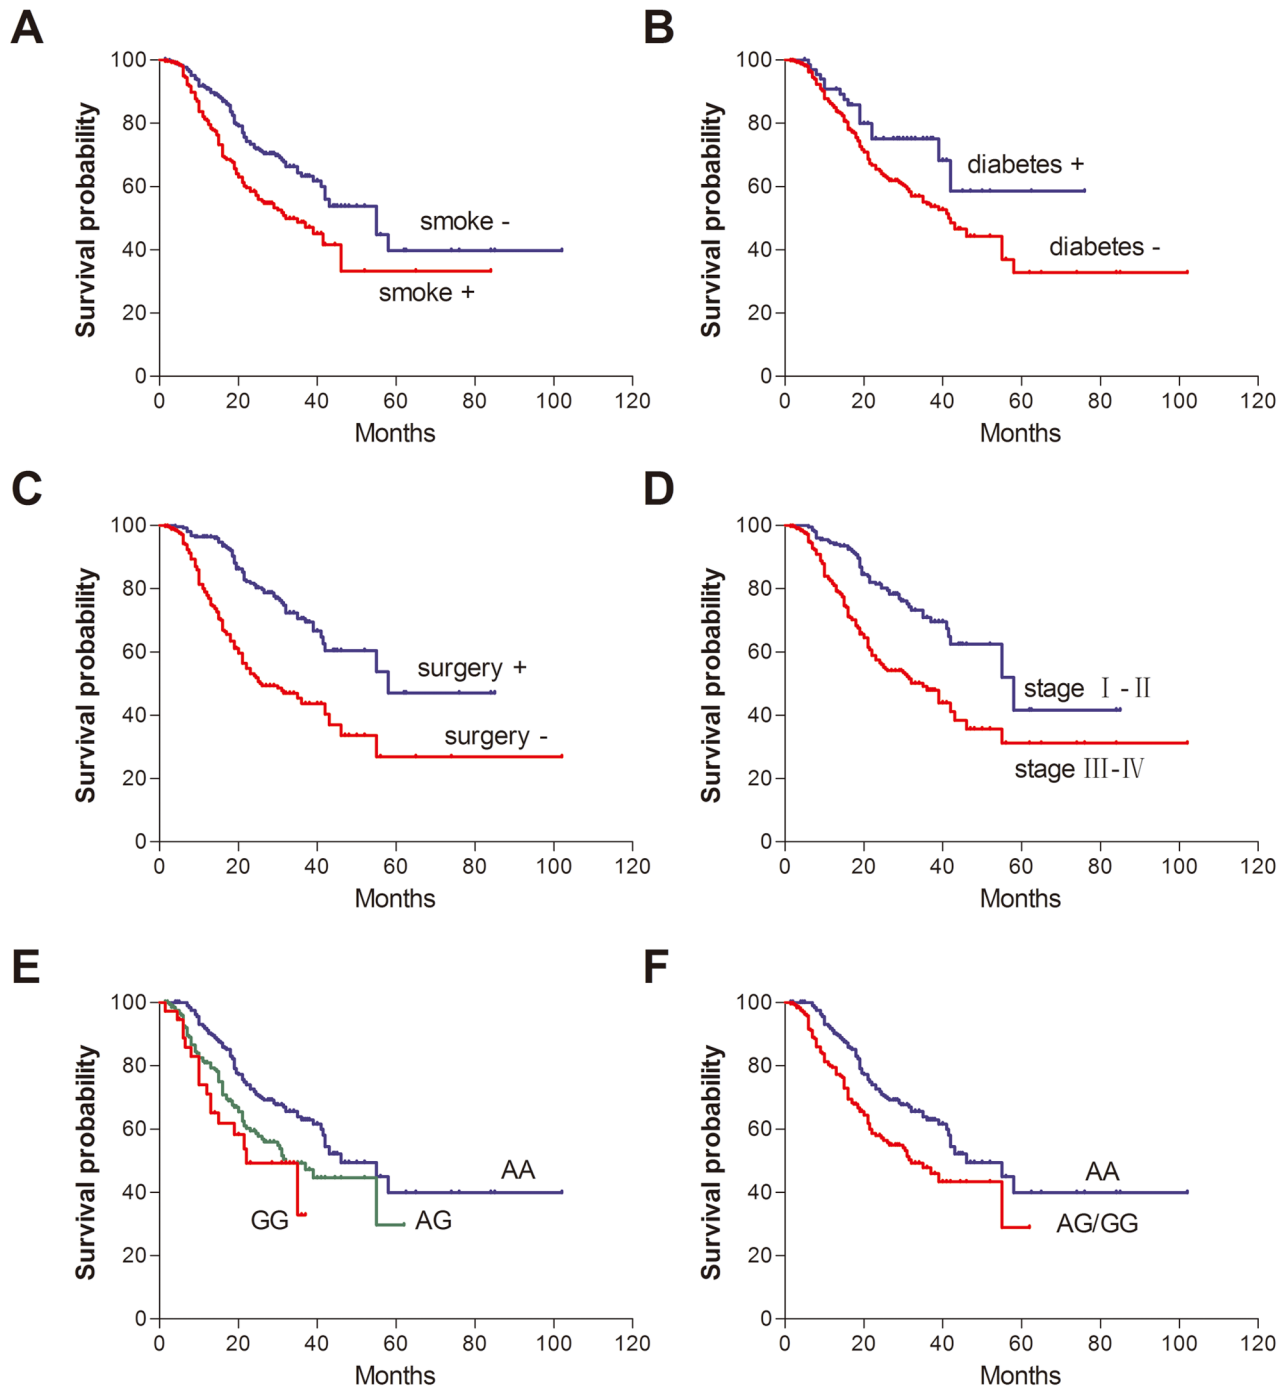 A
B
Survival probability
100
80
60
40
20
0
smoke -
smoke +
0 20 40 60 80 100 120
Months
Survival probability
100
80
60
40
20
0
diabetes +
diabetes -
0 20 40 60 80 100 120
Months
C
D
Survival probability
100
80
60
40
20
0
surgery +
surgery -
0 20 40 60 80 100 120
Months
Survival probability
100
80
60
40
20
0
stage Ⅰ-Ⅱ
stage Ⅲ-Ⅳ
0 20 40 60 80 100 120
Months
E
F
Survival probability
100
80
60
40
20
0
AA
GG
AG
0 20 40 60 80 100 120
Months
Survival probability
100
80
60
40
20
0
AA
AG/GG
0 20 40 60 80 100 120
Months